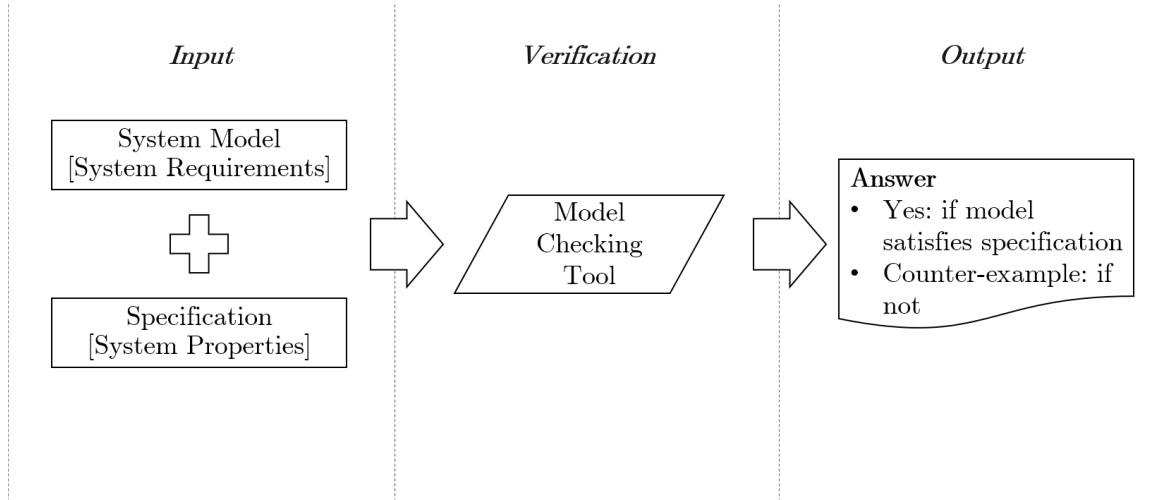 Input
Verification
Output
System Model
[System Requirements]
Specification
[System Properties]
Model
Checking
Tool
Answer
• Yes: if model
satisfies specification
• Counter-example: if
not